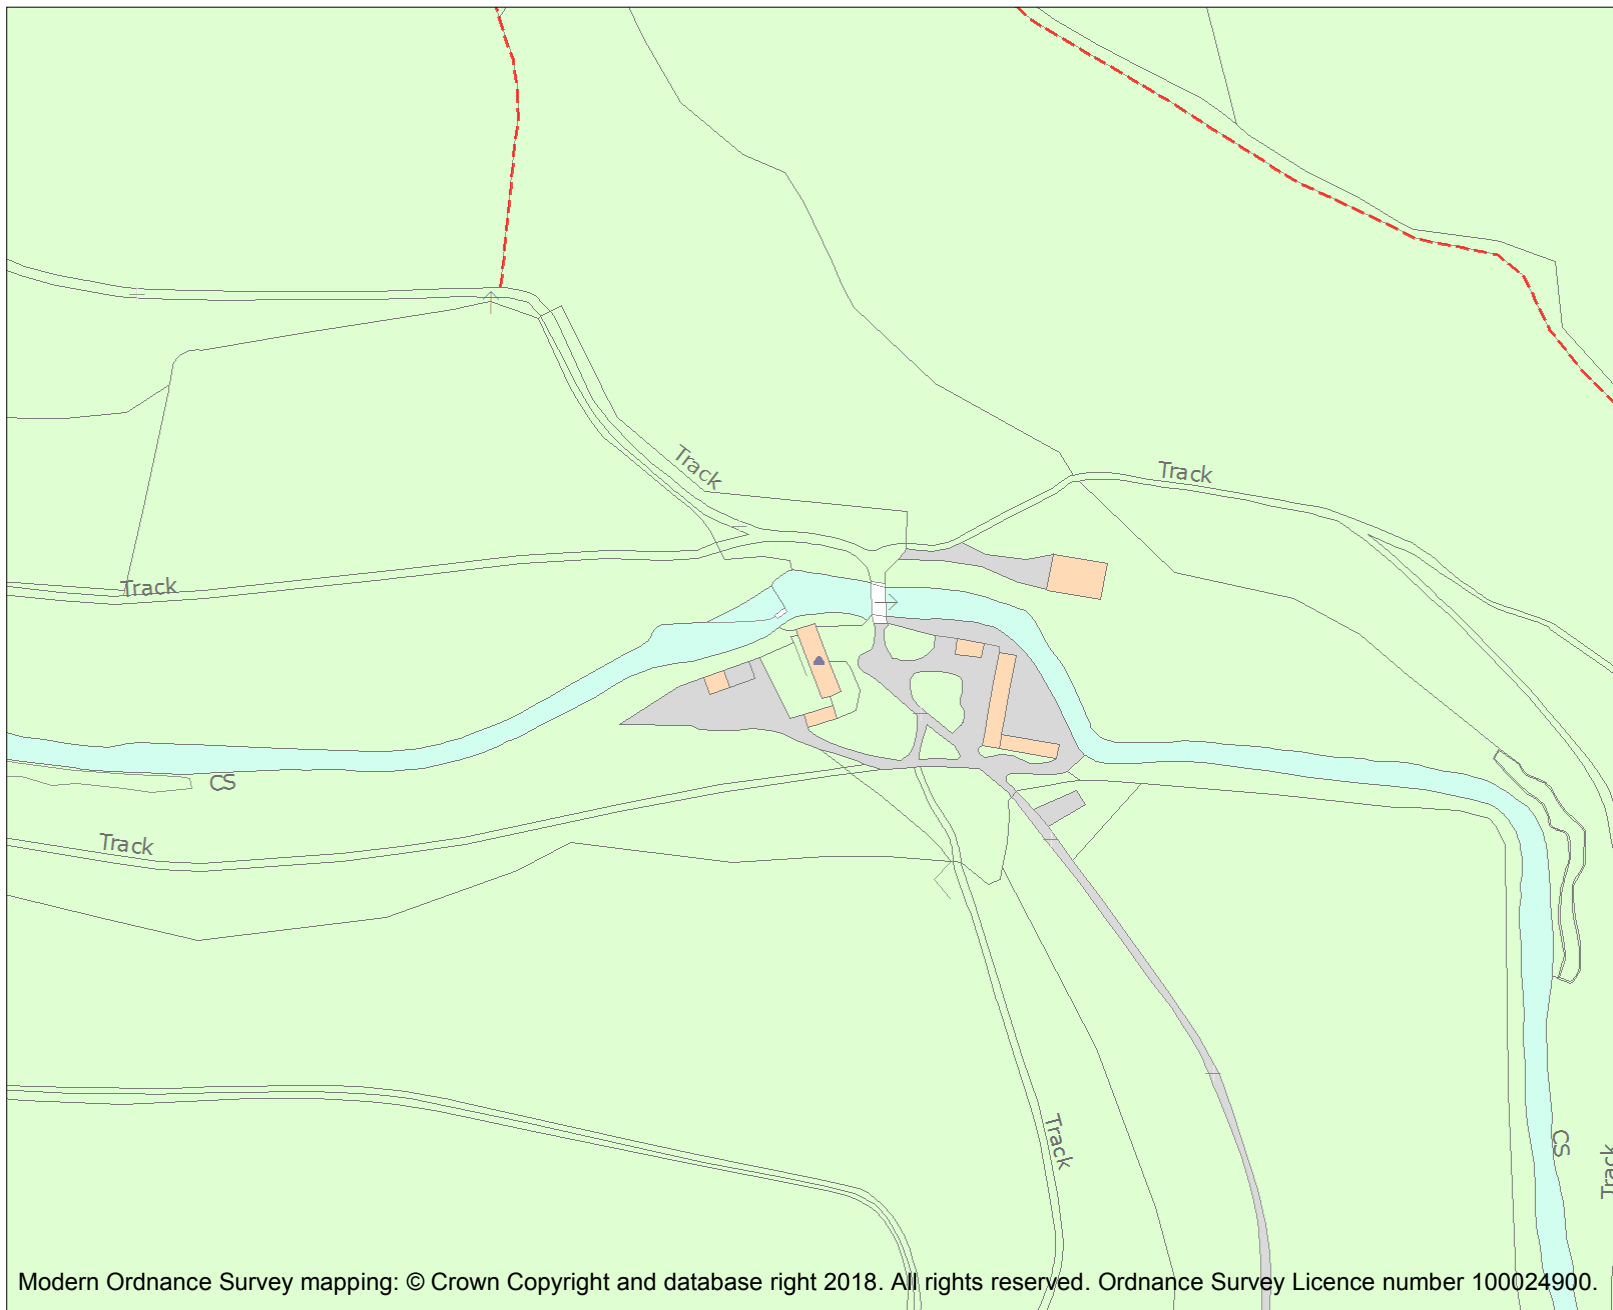 Track
Track
Track
CS
Track
Track
CS
Track
Modern Ordnance Survey mapping: © Crown Copyright and database right 2018. All rights reserved. Ordnance Survey Licence number 100024900.